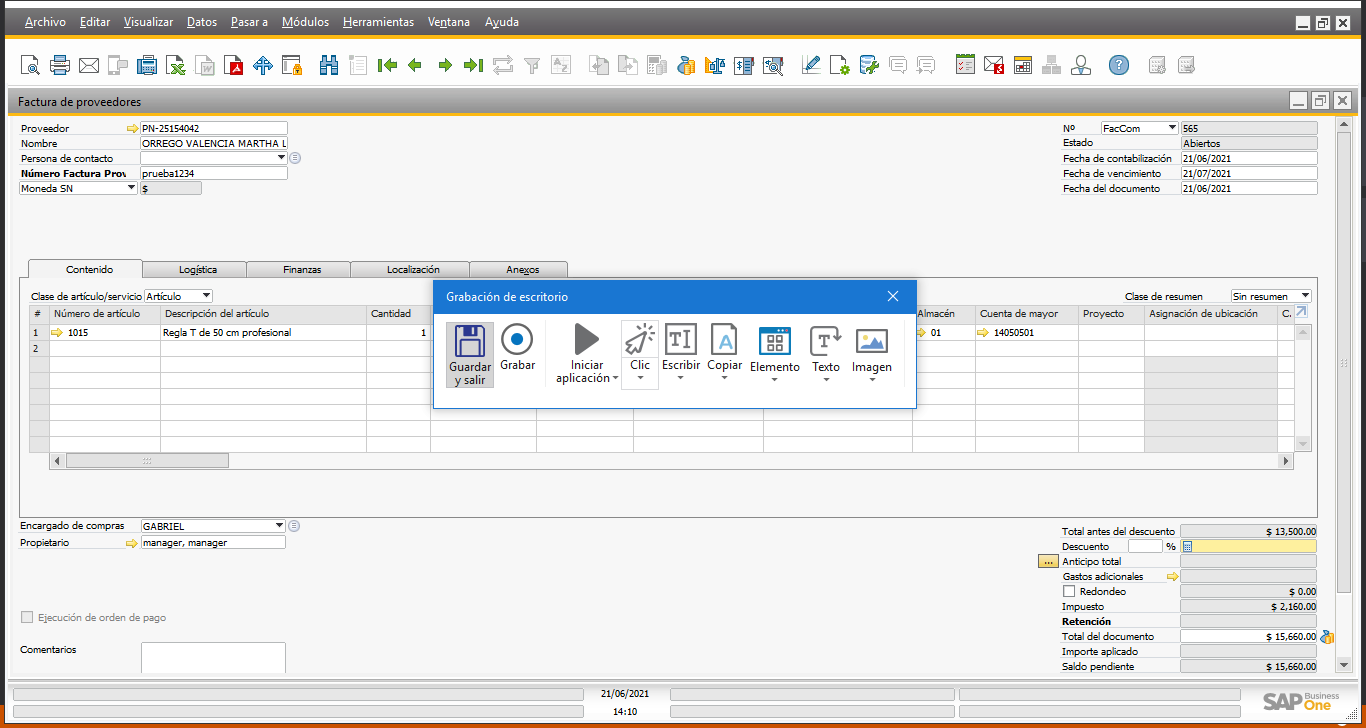 Archivo Editar Visualizar Datos Pasar a Módulos Herramientas Ventana Ayuda
Factura de proveedores
Proveedor PN-25154042
Nombre ORREGO VALENCIA MARTHA L
Persona de contacto
Número Factura Prov prueba1234
Moneda SN $
Nº FacCom 565
Estado Abiertos
Fecha de contabilización 21/06/2021
Fecha de vencimiento 21/07/2021
Fecha del documento 21/06/2021
Contenido Logística Finanzas Localización Anexos
Clase de artículo/servicio Artículo
Clase de resumen Sin resumen
# Número de artículo Descripción del artículo Cantidad Almacén Cuenta de mayor Proyecto Asignación de ubicación C.
1 1015 Regla T de 50 cm profesional 1 01 14050501
2
Grabación de escritorio
Guardar y salir
Grabar
Iniciar aplicación
Clic
Escribir
Copiar
Elemento
Texto
Imagen
Encargado de compras GABRIEL
Propietario manager, manager
Ejecución de orden de pago
Comentarios
Total antes del descuento $ 13,500.00
Descuento %
... Anticipo total
Gastos adicionales
Redondeo $ 0.00
Impuesto $ 2,160.00
Retención
Total del documento $ 15,660.00
Importe aplicado
Saldo pendiente $ 15,660.00
21/06/2021
14:10
SAP Business One